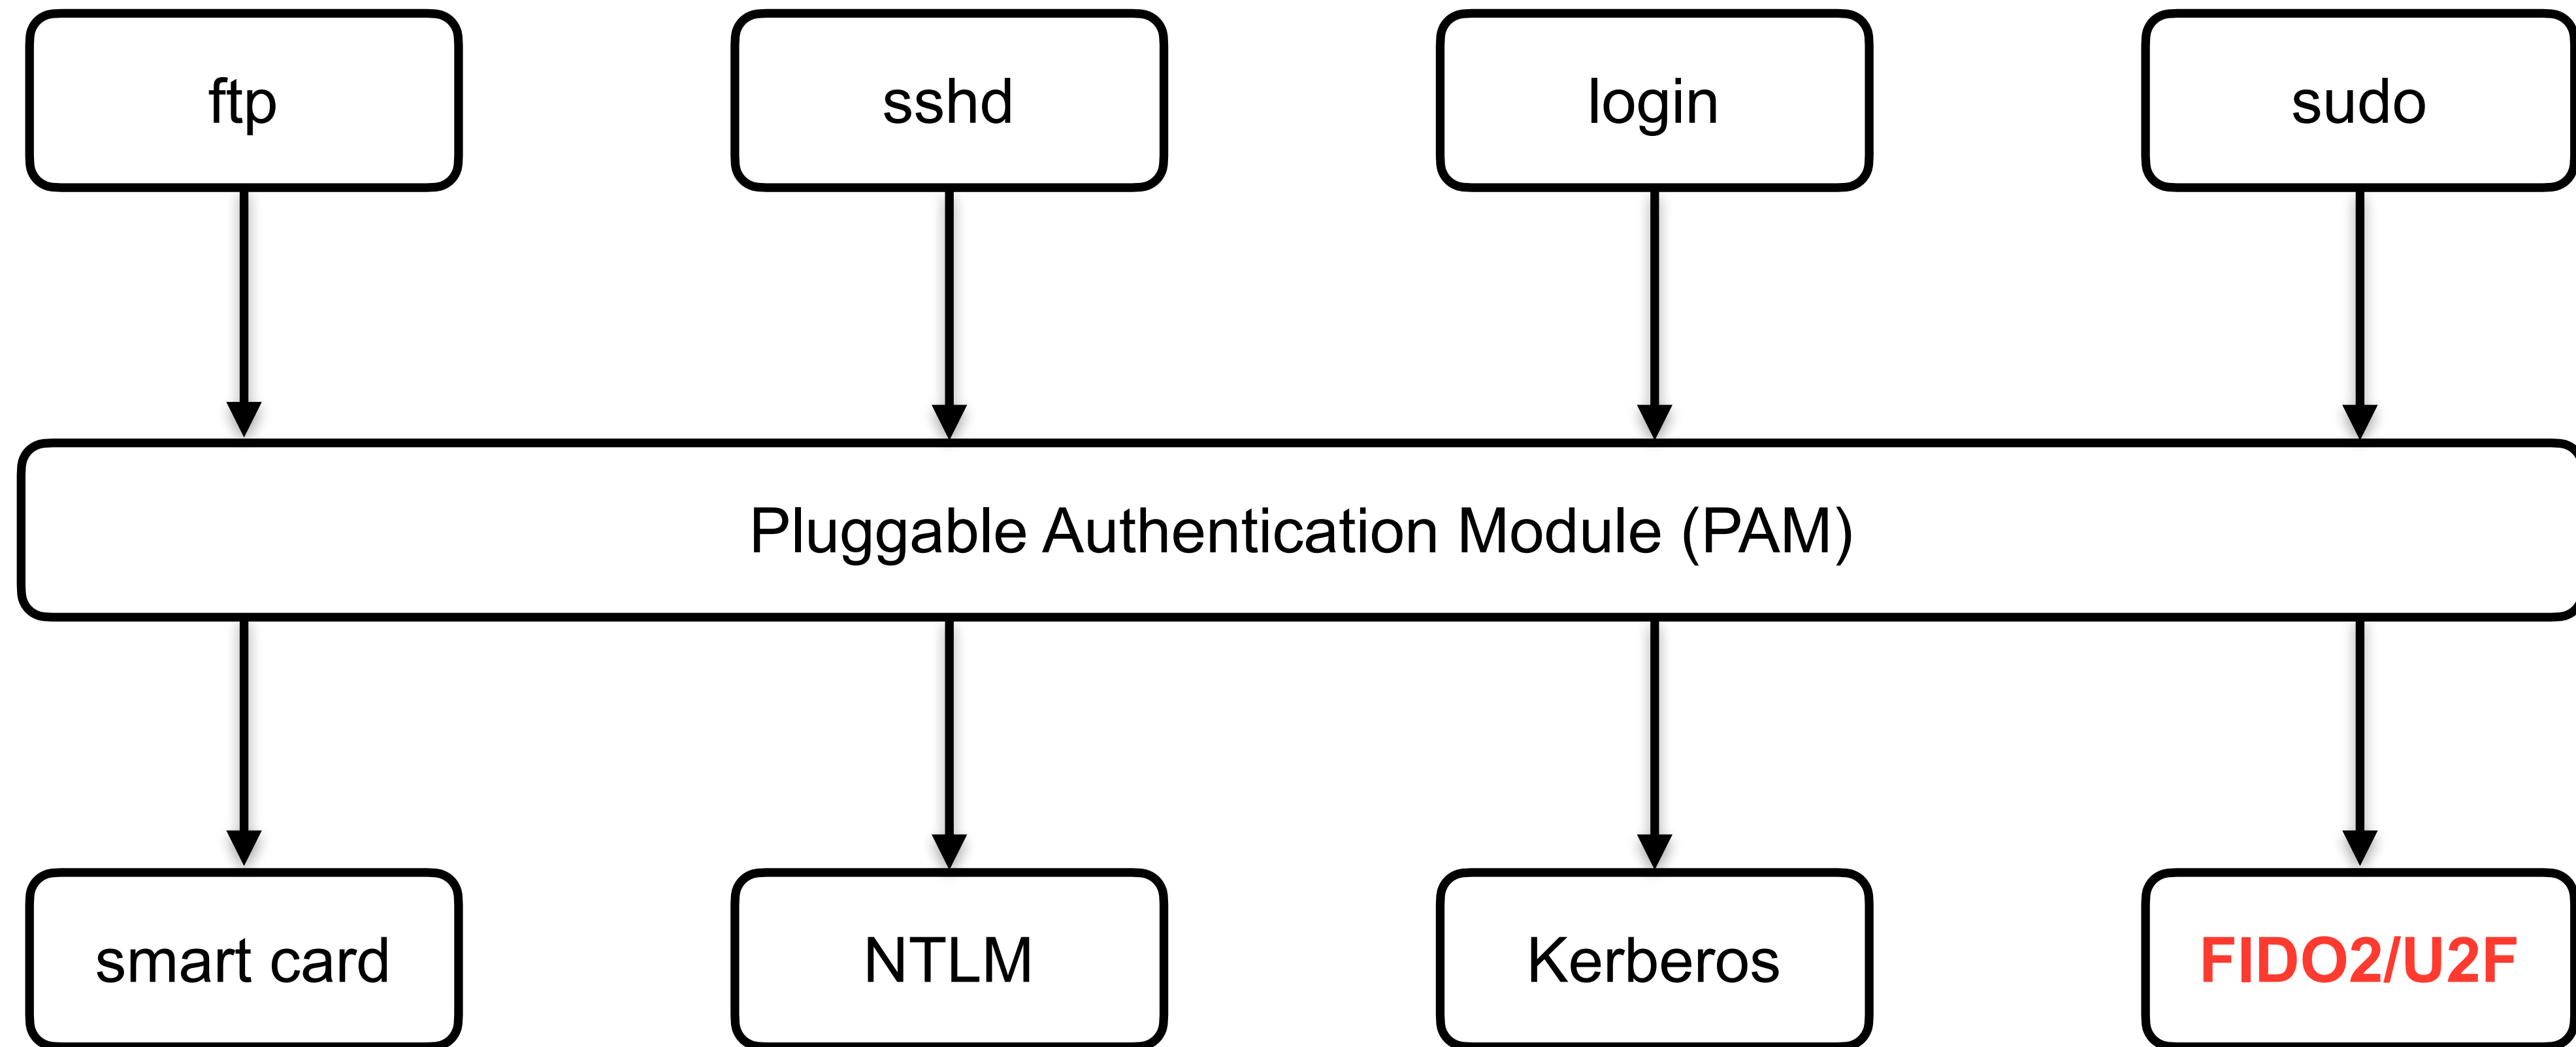 ftp
sshd
login
sudo
Pluggable Authentication Module (PAM)
smart card
NTLM
Kerberos
FIDO2/U2F